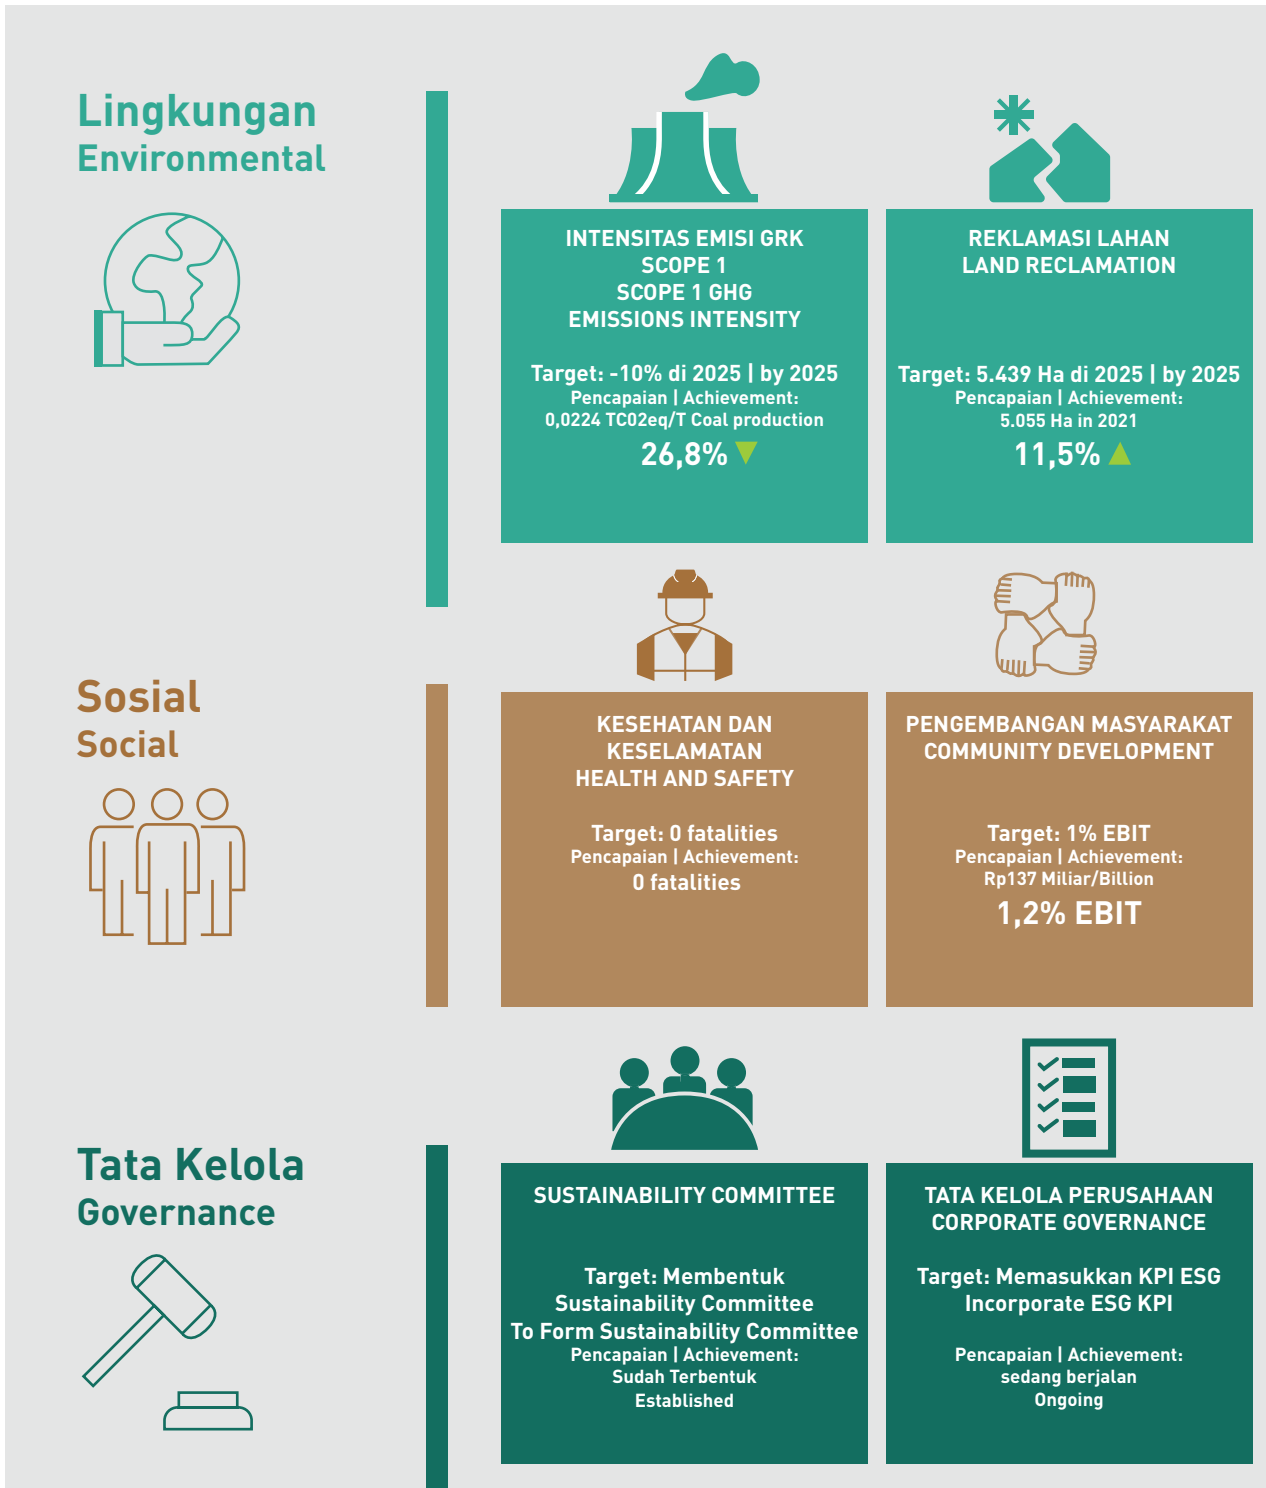 Lingkungan
Environmental
INTENSITAS EMISI GRK
SCOPE 1
SCOPE 1 GHG
EMISSIONS INTENSITY
Target: -10% di 2025 | by 2025
Pencapaian | Achievement:
0,0224 TC02eq/T Coal production
26,8%
REKLAMASI LAHAN
LAND RECLAMATION
Target: 5.439 Ha di 2025 | by 2025
Pencapaian | Achievement:
5.055 Ha in 2021
11,5%
Sosial
Social
KESEHATAN DAN
KESELAMATAN
HEALTH AND SAFETY
Target: 0 fatalities
Pencapaian | Achievement:
0 fatalities
PENGEMBANGAN MASYARAKAT
COMMUNITY DEVELOPMENT
Target: 1% EBIT
Pencapaian | Achievement:
Rp137 Miliar/Billion
1,2% EBIT
Tata Kelola
Governance
SUSTAINABILITY COMMITTEE
Target: Membentuk
Sustainability Committee
To Form Sustainability Committee
Pencapaian | Achievement:
Sudah Terbentuk
Established
TATA KELOLA PERUSAHAAN
CORPORATE GOVERNANCE
Target: Memasukkan KPI ESG
Incorporate ESG KPI
Pencapaian | Achievement:
sedang berjalan
Ongoing